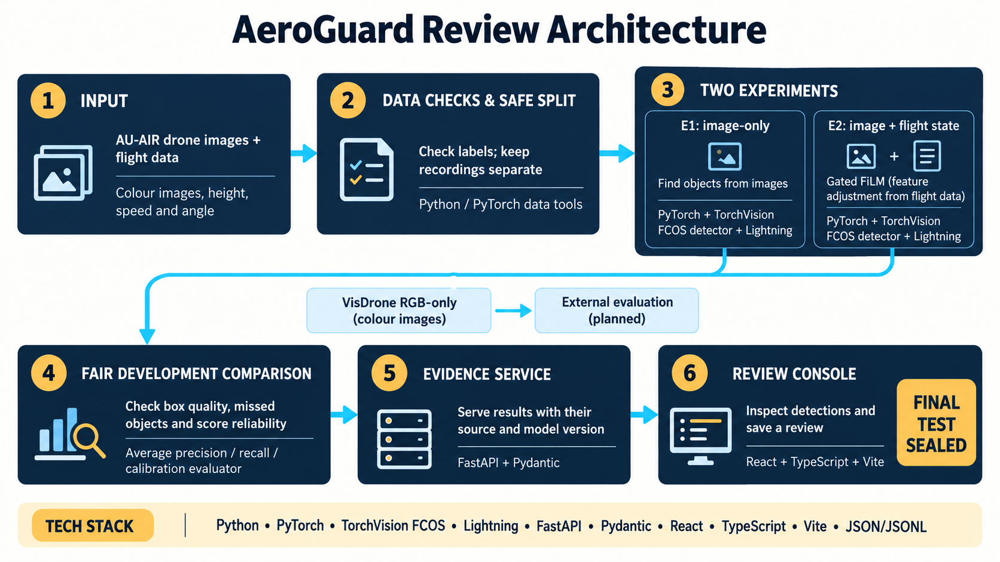 AeroGuard Review Architecture
1
INPUT
AU-AIR drone images +
flight data
Colour images, height,
speed and angle
2
DATA CHECKS & SAFE SPLIT
Check labels; keep
recordings separate
Python / PyTorch data tools
3
TWO EXPERIMENTS
E1: image-only
Find objects from images
PyTorch + TorchVision
FCOS detector + Lightning
E2: image + flight state
+
Gated FiLM (feature
adjustment from flight data)
PyTorch + TorchVision
FCOS detector + Lightning
VisDrone RGB-only
(colour images)
External evaluation
(planned)
4
FAIR DEVELOPMENT COMPARISON
Check box quality, missed
objects and score reliability
Average precision / recall /
calibration evaluator
5
EVIDENCE SERVICE
Serve results with their
source and model version
FastAPI + Pydantic
6
REVIEW CONSOLE
Inspect detections and
save a review
React + TypeScript + Vite
FINAL
TEST
SEALED
TECH STACK
Python • PyTorch • TorchVision FCOS • Lightning • FastAPI • Pydantic • React • TypeScript • Vite • JSON/JSONL